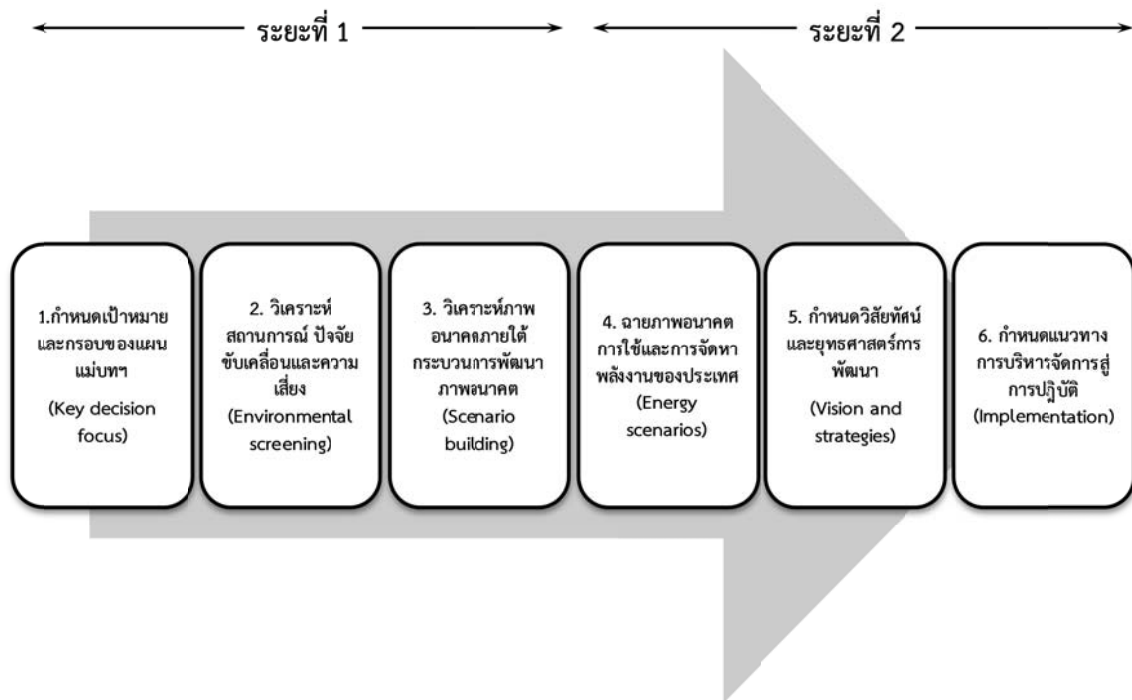 ระยะที่ 1
ระยะที่ 2
1.กำหนดเป้าหมาย
และกรอบของแผน
แม่บทฯ
(Key decision
focus)
2. วิเคราะห์
สถานการณ์ ปัจจัย
ขับเคลื่อนและความ
เสี่ยง
(Environmental
screening)
3. วิเคราะห์ภาพ
อนาคตภายใต้
กระบวนการพัฒนา
ภาพอนาคต
(Scenario
building)
4. ฉายภาพอนาคต
การใช้และการจัดหา
พลังงานของประเทศ
(Energy
scenarios)
5. กำหนดวิสัยทัศน์
และยุทธศาสตร์การ
พัฒนา
(Vision and
strategies)
6. กำหนดแนวทาง
การบริหารจัดการสู่
การปฏิบัติ
(Implementation)